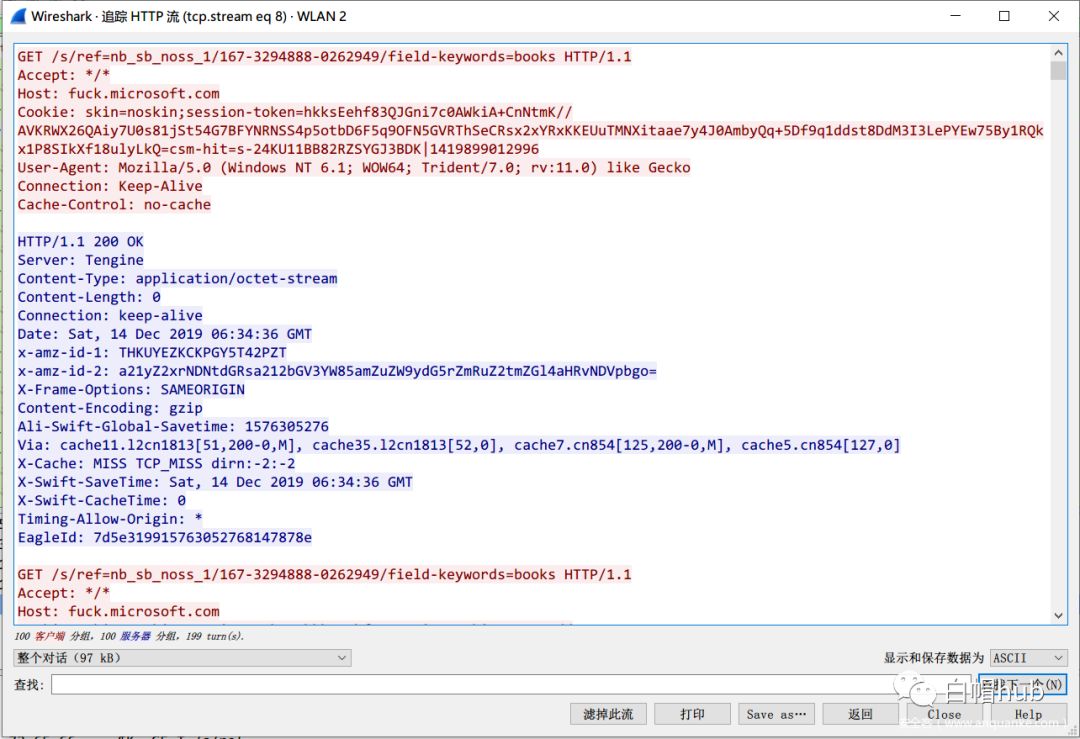 Wireshark · 追踪 HTTP 流 (tcp.stream eq 8) · WLAN 2
GET /s/ref=nb_sb_noss_1/167-3294888-0262949/field-keywords=books HTTP/1.1
Accept: */*
Host: fuck.microsoft.com
Cookie: skin=noskin;session-token=hkksEehf83QJGni7c0AWkiA+CnNtmK//
AVKRWX26QAiy7U0s81jSt54G7BFYNRNSS4p5otbD6F5q9OFN5GVRThSeCRsx2xYRxKKEUuTMNXitaae7y4J0AmbyQq+5Df9q1ddst8DdM3I3LePYEw75By1RQk
x1P8SIkXf18ulyLkQ=csm-hit=s-24KU11BB82RZSYGJ3BDK|1419899012996
User-Agent: Mozilla/5.0 (Windows NT 6.1; WOW64; Trident/7.0; rv:11.0) like Gecko
Connection: Keep-Alive
Cache-Control: no-cache
HTTP/1.1 200 OK
Server: Tengine
Content-Type: application/octet-stream
Content-Length: 0
Connection: keep-alive
Date: Sat, 14 Dec 2019 06:34:36 GMT
x-amz-id-1: THKUYEZKCKPGY5T42PZT
x-amz-id-2: a21yZ2xrNDNtdGRsa212bGV3YW85amZuZW9ydG5rZmRuZ2tmZGl4aHRvNDVpbgo=
X-Frame-Options: SAMEORIGIN
Content-Encoding: gzip
Ali-Swift-Global-Savetime: 1576305276
Via: cache11.l2cn1813[51,200-0,M], cache35.l2cn1813[52,0], cache7.cn854[125,200-0,M], cache5.cn854[127,0]
X-Cache: MISS TCP_MISS dirn:-2:-2
X-Swift-SaveTime: Sat, 14 Dec 2019 06:34:36 GMT
X-Swift-CacheTime: 0
Timing-Allow-Origin: *
EagleId: 7d5e319915763052768147878e
GET /s/ref=nb_sb_noss_1/167-3294888-0262949/field-keywords=books HTTP/1.1
Accept: */*
Host: fuck.microsoft.com
100 客户端 分组, 100 服务器 分组, 199 turn(s).
整个对话 (97 kB)
显示和保存数据为 ASCII
查找:
查找下一个(N)
白帽hub
滤掉此流 打印 Save as… 返回 Close Help
安全客 ( www.anquanke.com )